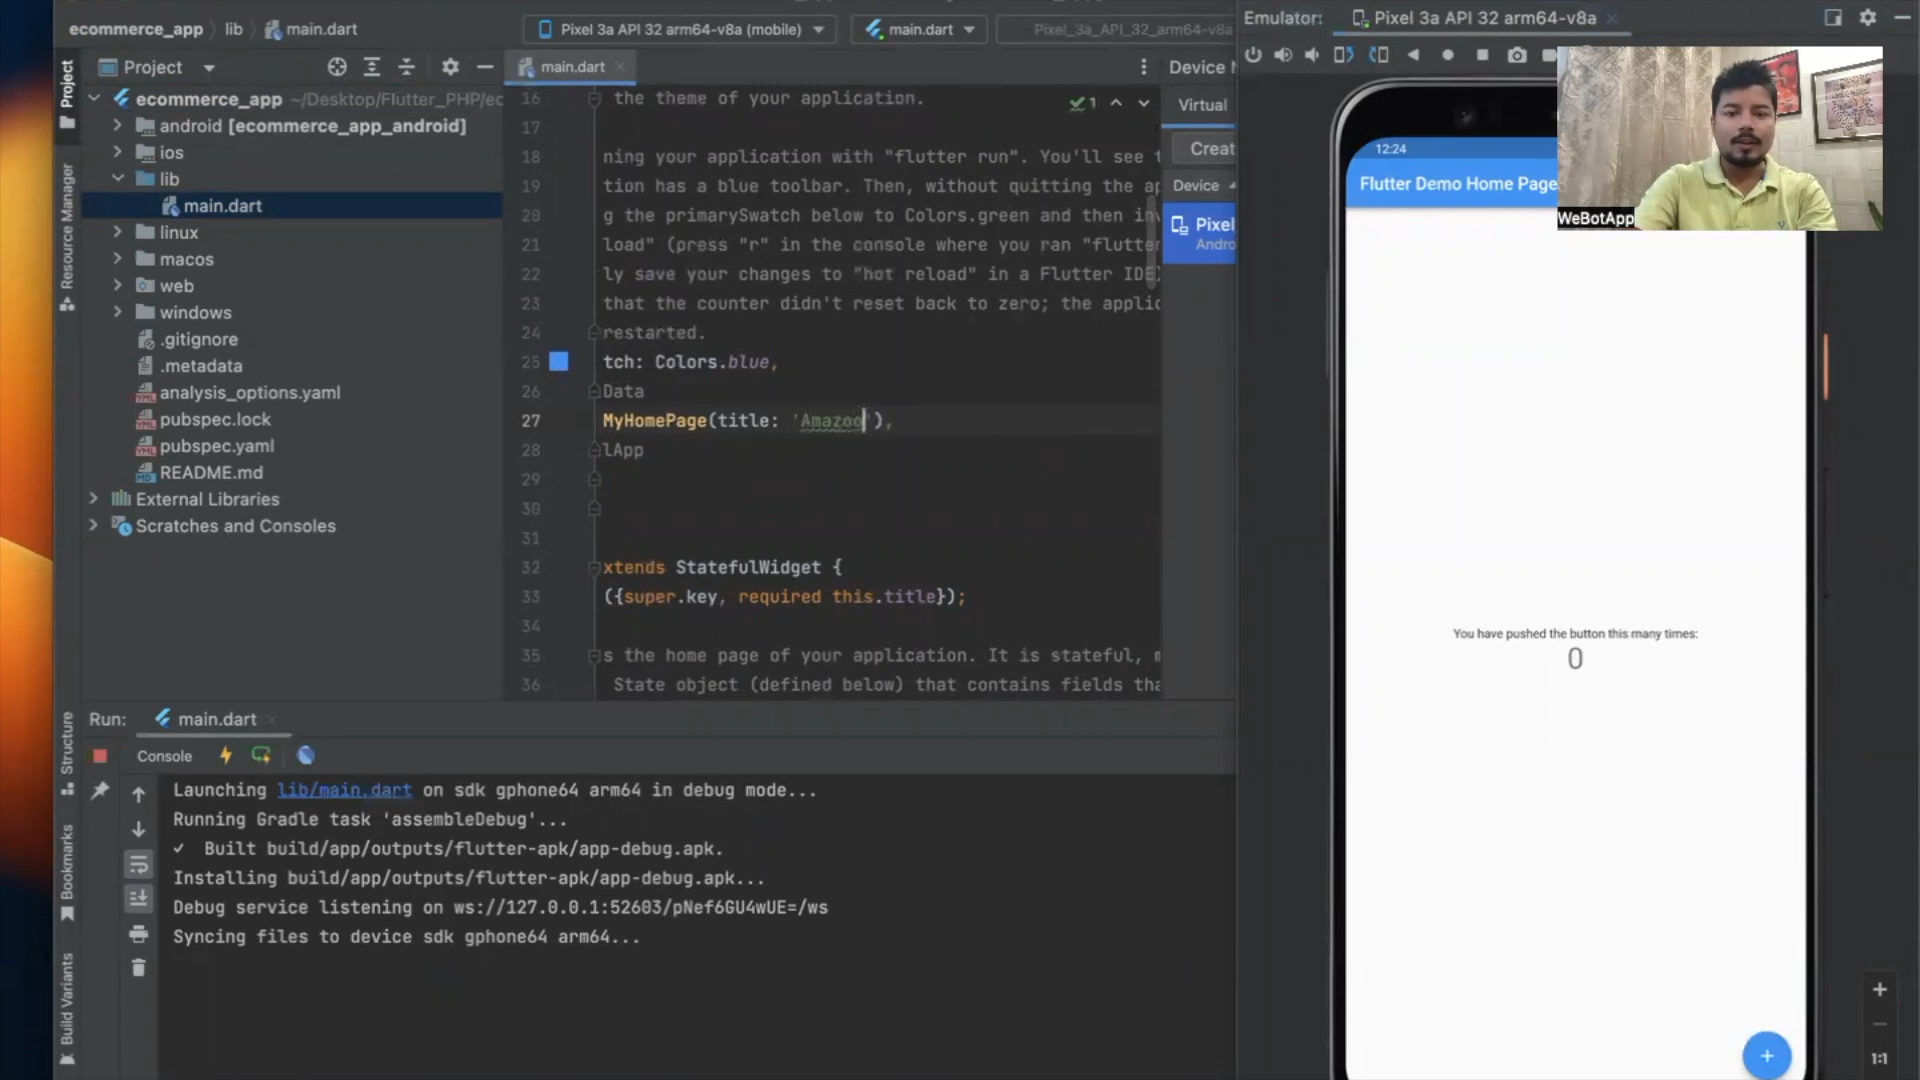 ecommerce_app
lib
main.dart
Pixel 3a API 32 arm64-v8a (mobile)
main.dart
Pixel_3a_API_32_arm64-v8a
Emulator:
Pixel 3a API 32 arm64-v8a
Project
Resource Manager
Structure
Bookmarks
Build Variants
Project
ecommerce_app ~/Desktop/Flutter_PHP/ec
android [ecommerce_app_android]
ios
lib
main.dart
linux
macos
web
windows
.gitignore
.metadata
analysis_options.yaml
pubspec.lock
pubspec.yaml
README.md
External Libraries
Scratches and Consoles
main.dart
1
16 the theme of your application.
17
18 ning your application with "flutter run". You'll see t
19 tion has a blue toolbar. Then, without quitting the ap
20 g the primarySwatch below to Colors.green and then in
21 load" (press "r" in the console where you ran "flutter
22 ly save your changes to "hot reload" in a Flutter IDE)
23 that the counter didn't reset back to zero; the applic
24 restarted.
25 tch: Colors.blue,
26 Data
27 MyHomePage(title: 'Amazoo'),
28 lApp
29
30
31
32 xtends StatefulWidget {
33 ({super.key, required this.title});
34
35 s the home page of your application. It is stateful, m
36 State object (defined below) that contains fields tha
Device
Virtual
Creat
Device
Pixel
Andro
12:24
Flutter Demo Home Page
WeBotApp
You have pushed the button this many times:
0
+
+
1:1
Run:
main.dart
Console
Launching lib/main.dart on sdk gphone64 arm64 in debug mode...
Running Gradle task 'assembleDebug'...
✓ Built build/app/outputs/flutter-apk/app-debug.apk.
Installing build/app/outputs/flutter-apk/app-debug.apk...
Debug service listening on ws://127.0.0.1:52603/pNef6GU4wUE=/ws
Syncing files to device sdk gphone64 arm64...